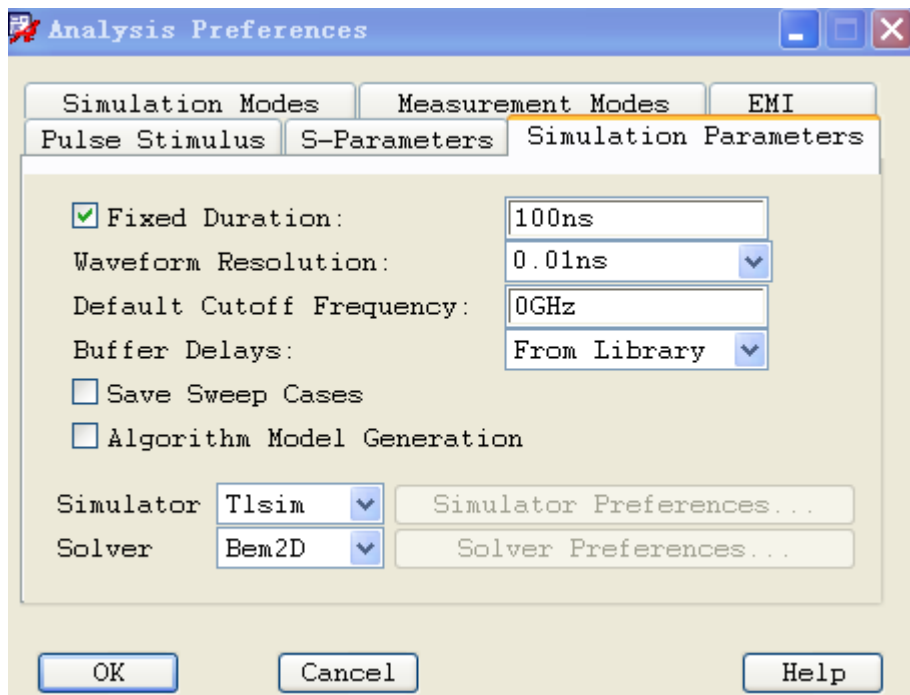 Analysis Preferences
Simulation Modes Measurement Modes EMI
Pulse Stimulus S-Parameters Simulation Parameters
Fixed Duration: 100ns
Waveform Resolution: 0.01ns
Default Cutoff Frequency: 0GHz
Buffer Delays: From Library
Save Sweep Cases
Algorithm Model Generation
Simulator Tlsim Simulator Preferences...
Solver Bem2D Solver Preferences...
OK Cancel Help